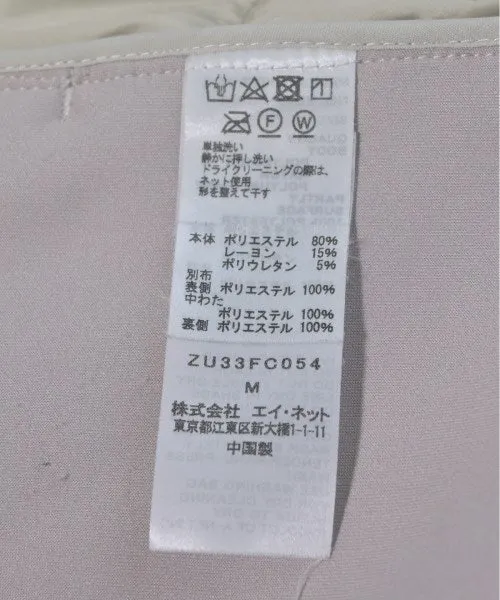 F W
単独洗い
静かに押し洗い
ドライクリーニングの際は、
ネット使用
形を整えて干す
本体 ポリエステル 80%
レーヨン 15%
ポリウレタン 5%
別布
表側 ポリエステル 100%
中わた
ポリエステル 100%
裏側 ポリエステル 100%
ZU33FC054
M
株式会社 エイ・ネット
東京都江東区新大橋1-1-11
中国製